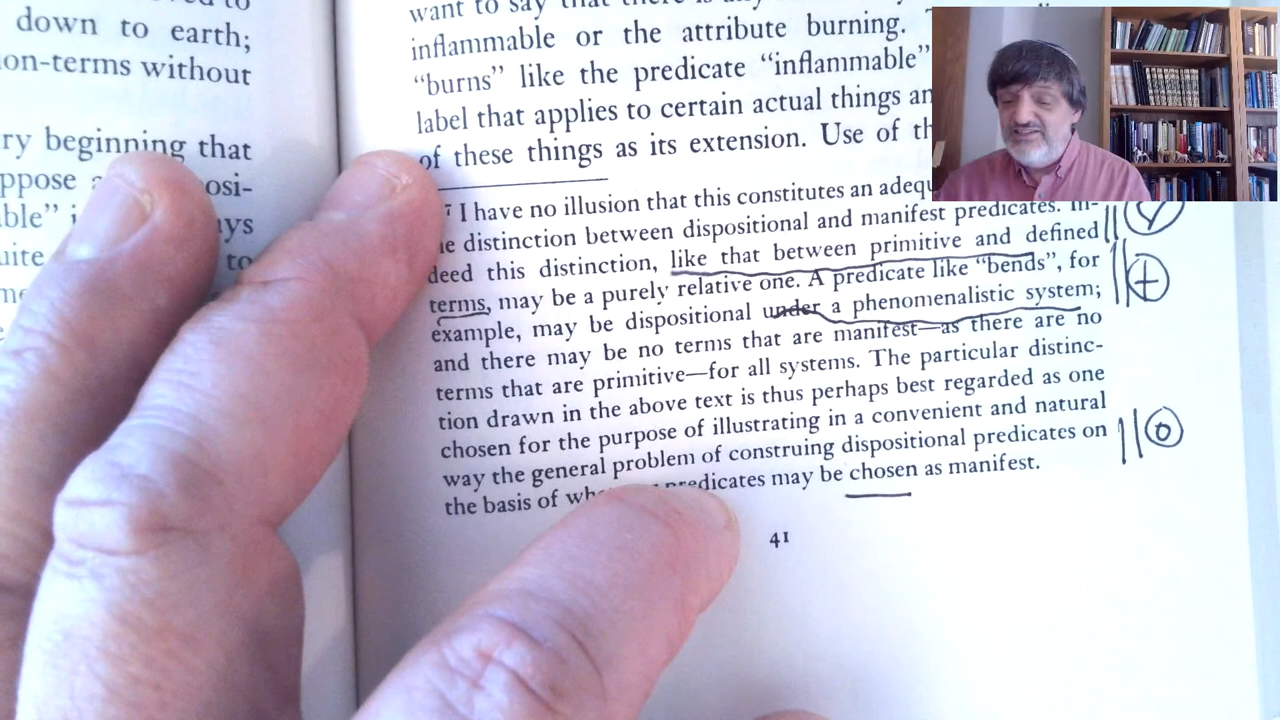 down to earth;
on-terms without
ry beginning that
ppose osi-
ble" ays
uite to
want to say that there is any
inflammable or the attribute burning.
"burns" like the predicate "inflammable"
label that applies to certain actual things an
of these things as its extension. Use of th
7 I have no illusion that this constitutes an adequ
e distinction between dispositional and manifest predicates. In-
deed this distinction, like that between primitive and defined
terms, may be a purely relative one. A predicate like "bends", for
example, may be dispositional under a phenomenalistic system;
and there may be no terms that are manifest—as there are no
terms that are primitive—for all systems. The particular distinc-
tion drawn in the above text is thus perhaps best regarded as one
chosen for the purpose of illustrating in a convenient and natural
way the general problem of construing dispositional predicates on
the basis of predicates may be chosen as manifest.
41